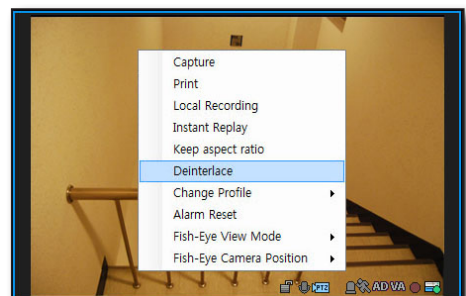 Capture
Print
Local Recording
Instant Replay
Keep aspect ratio
Deinterlace
Change Profile
Alarm Reset
Fish-Eye View Mode
Fish-Eye Camera Position
PTZ AD VA